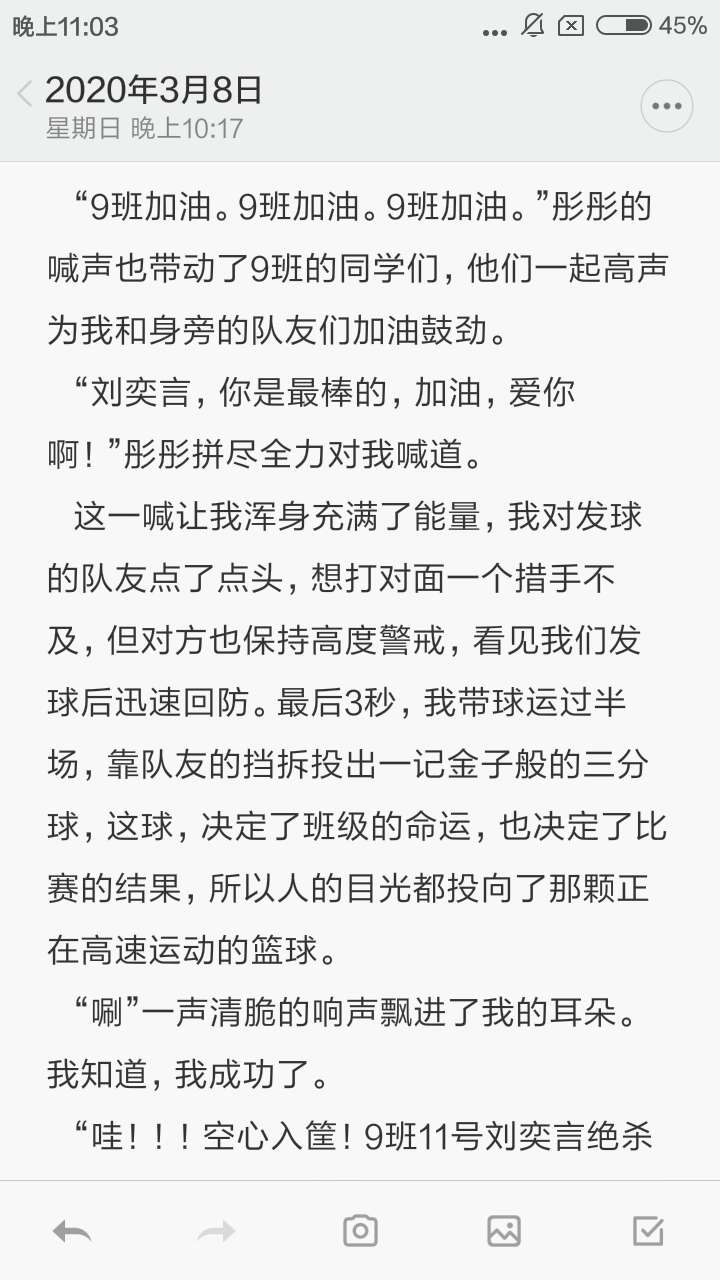 晚上11:03
45%
2020年3月8日
星期日 晚上10:17
“9班加油。9班加油。9班加油。”彤彤的
喊声也带动了9班的同学们，他们一起高声
为我和身旁的队友们加油鼓劲。
“刘奕言，你是最棒的，加油，爱你
啊！”彤彤拼尽全力对我喊道。
这一喊让我浑身充满了能量，我对发球
的队友点了点头，想打对面一个措手不
及，但对方也保持高度警戒，看见我们发
球后迅速回防。最后3秒，我带球运过半
场，靠队友的挡拆投出一记金子般的三分
球，这球，决定了班级的命运，也决定了比
赛的结果，所以人的目光都投向了那颗正
在高速运动的篮球。
“唰”一声清脆的响声飘进了我的耳朵。
我知道，我成功了。
“哇！！！空心入筐！9班11号刘奕言绝杀